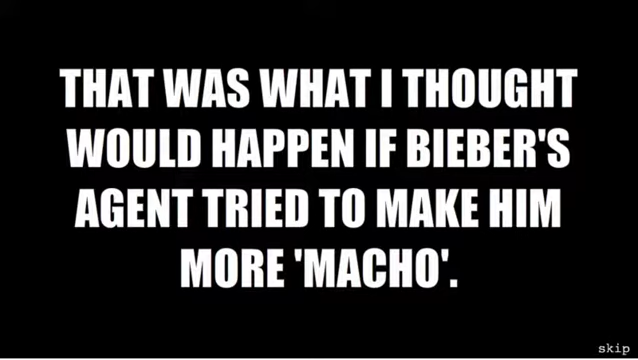 THAT WAS WHAT I THOUGHT
WOULD HAPPEN IF BIEBER'S
AGENT TRIED TO MAKE HIM
MORE 'MACHO'.
skip